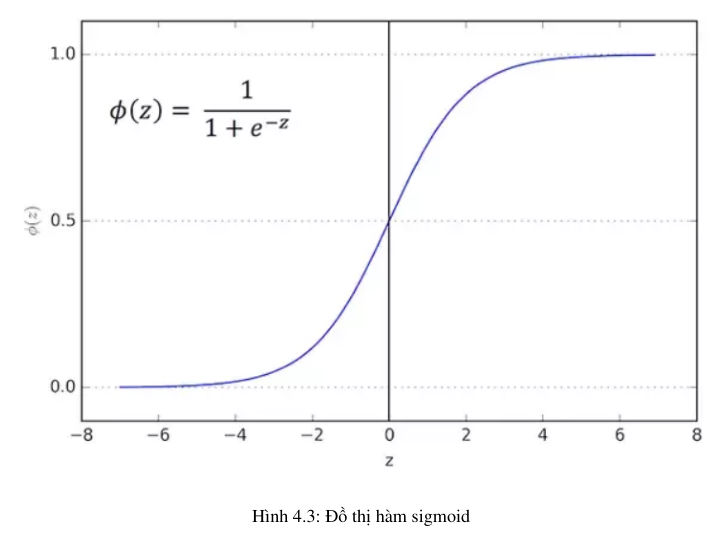 1.0
ϕ(z) = 1 / (1 + e^−z)
ϕ(z)
0.5
0.0
−8 −6 −4 −2 0 2 4 6 8
z
Hình 4.3: Đồ thị hàm sigmoid